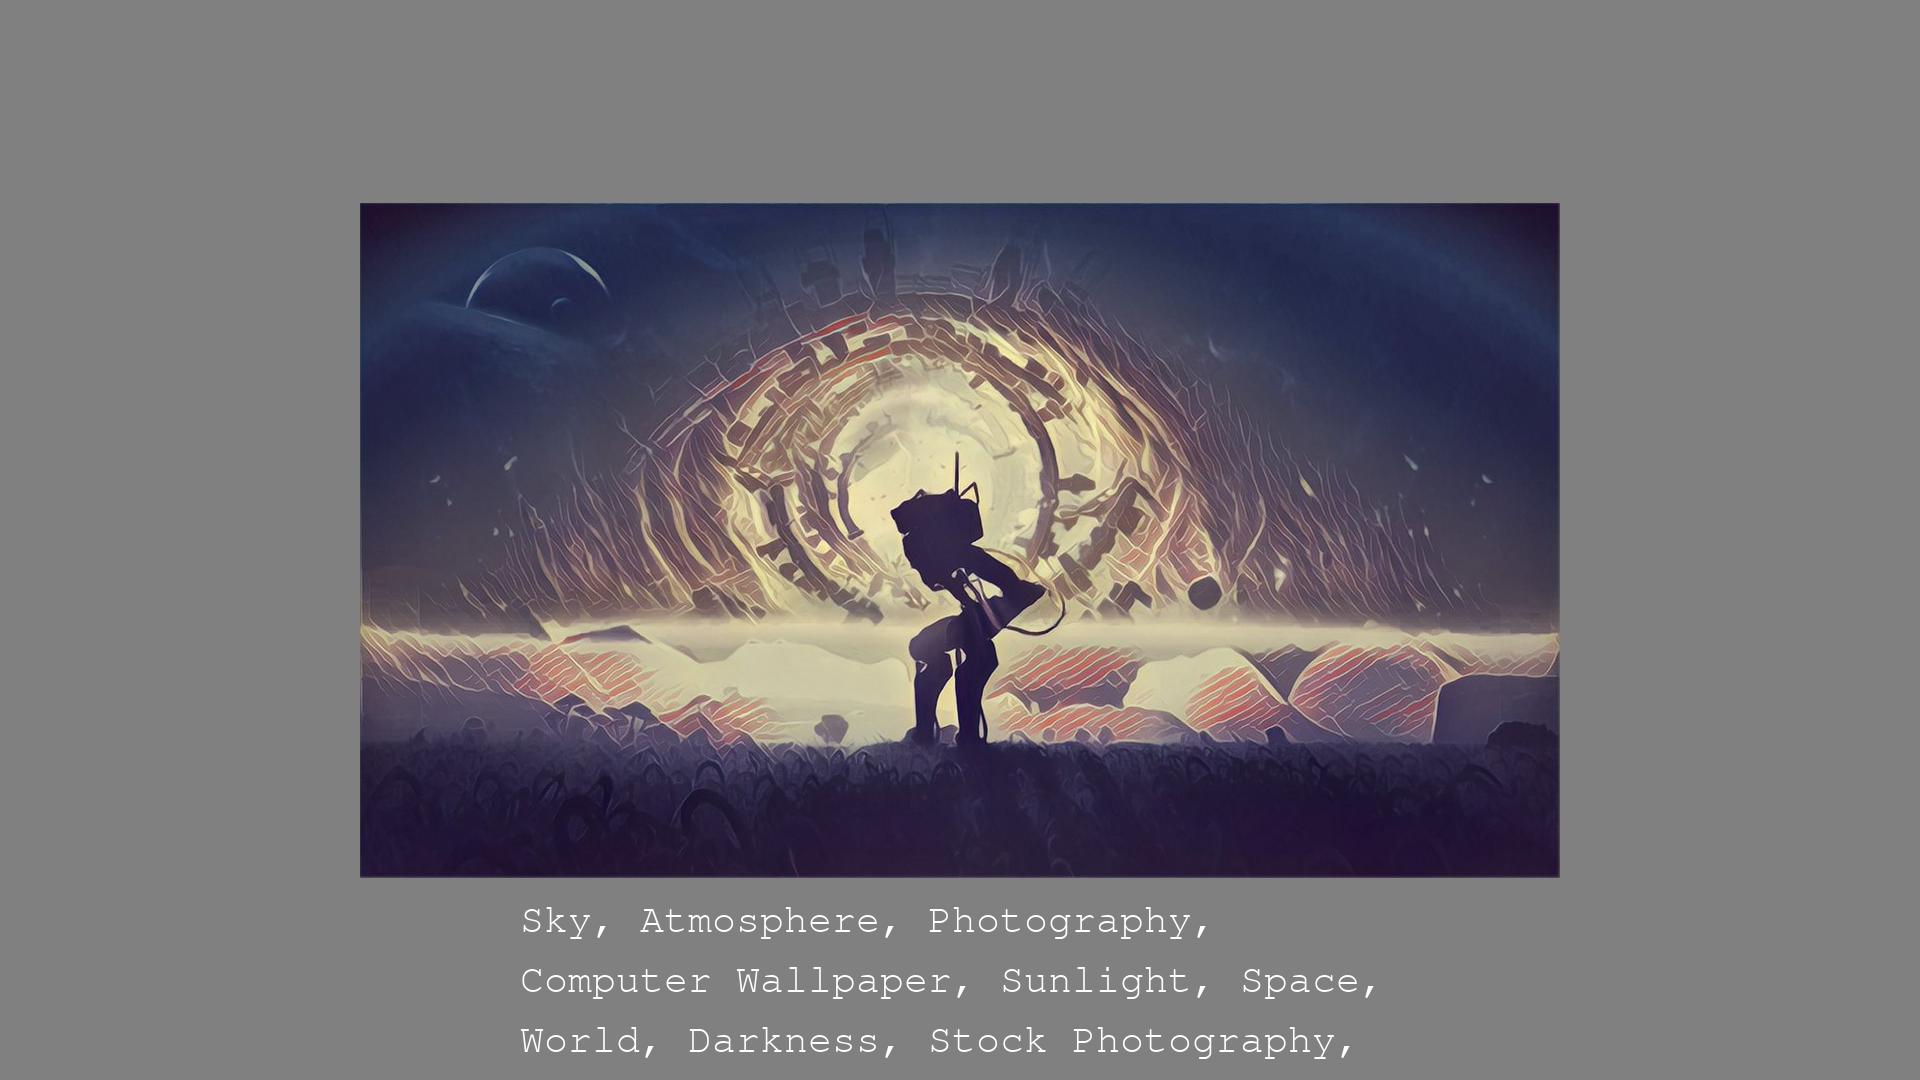 Sky, Atmosphere, Photography,
Computer Wallpaper, Sunlight, Space,
World, Darkness, Stock Photography,